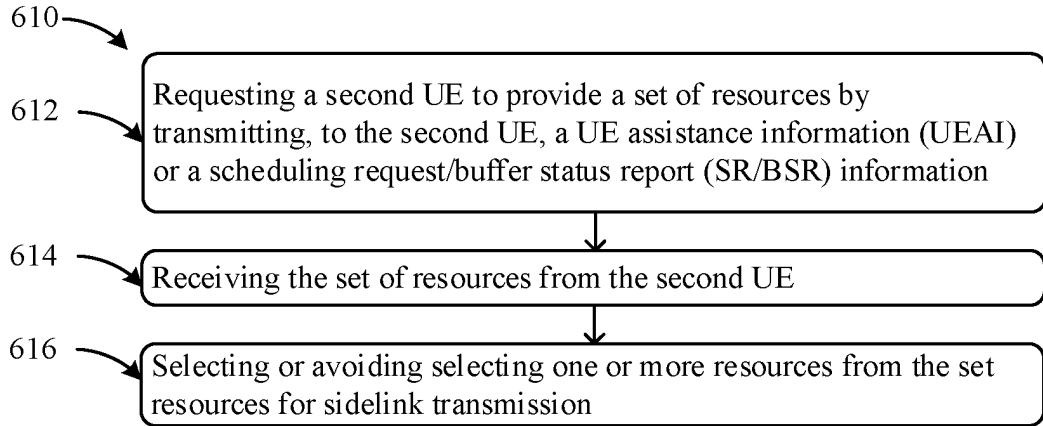 610
612
Requesting a second UE to provide a set of resources by
transmitting, to the second UE, a UE assistance information (UEAI)
or a scheduling request/buffer status report (SR/BSR) information
614
Receiving the set of resources from the second UE
616
Selecting or avoiding selecting one or more resources from the set
resources for sidelink transmission